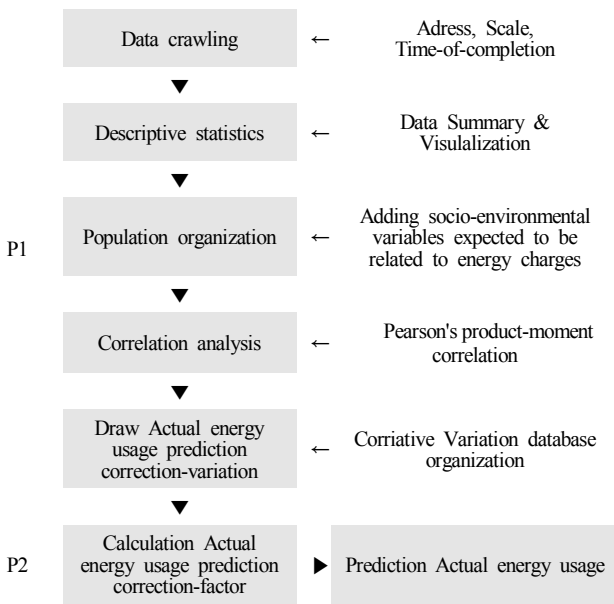 Data crawling
←
Adress, Scale,
Time-of-completion
▼
Descriptive statistics
←
Data Summary &
Visulalization
▼
P1
Population organization
←
Adding socio-environmental
variables expected to be
related to energy charges
▼
Correlation analysis
←
Pearson's product-moment
correlation
▼
Draw Actual energy
usage prediction
correction-variation
←
Corriative Variation database
organization
▼
P2
Calculation Actual
energy usage prediction
correction-factor
▶
Prediction Actual energy usage